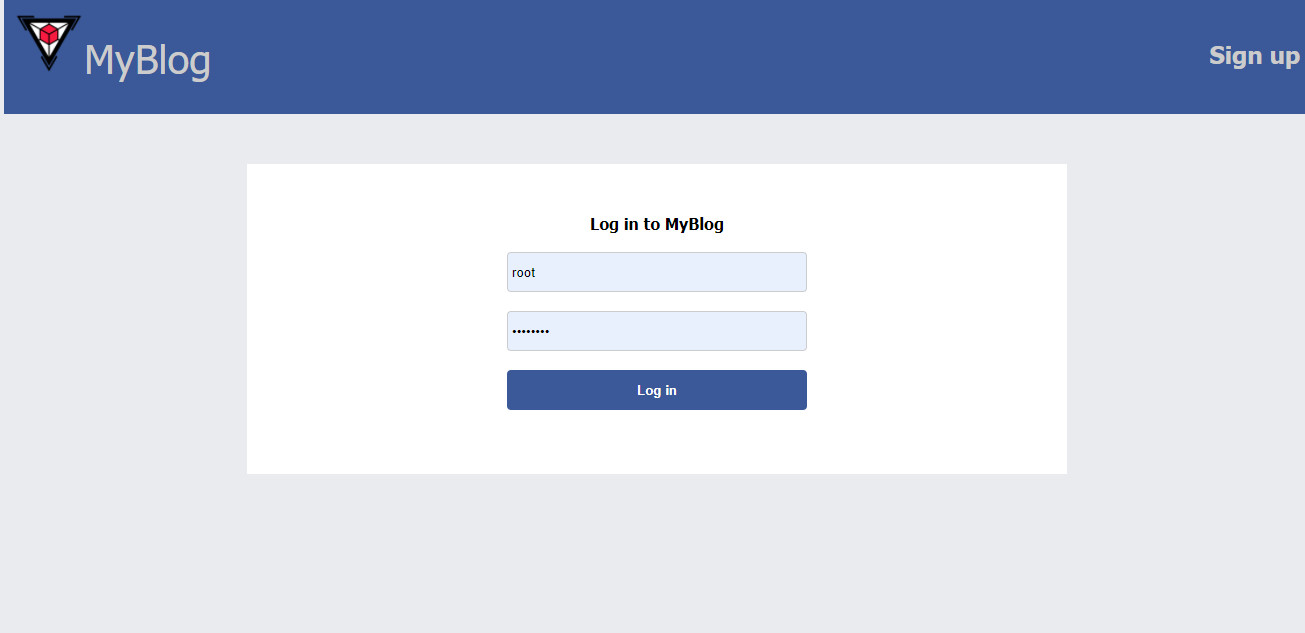 MyBlog
Sign up
Log in to MyBlog
root
••••••••
Log in